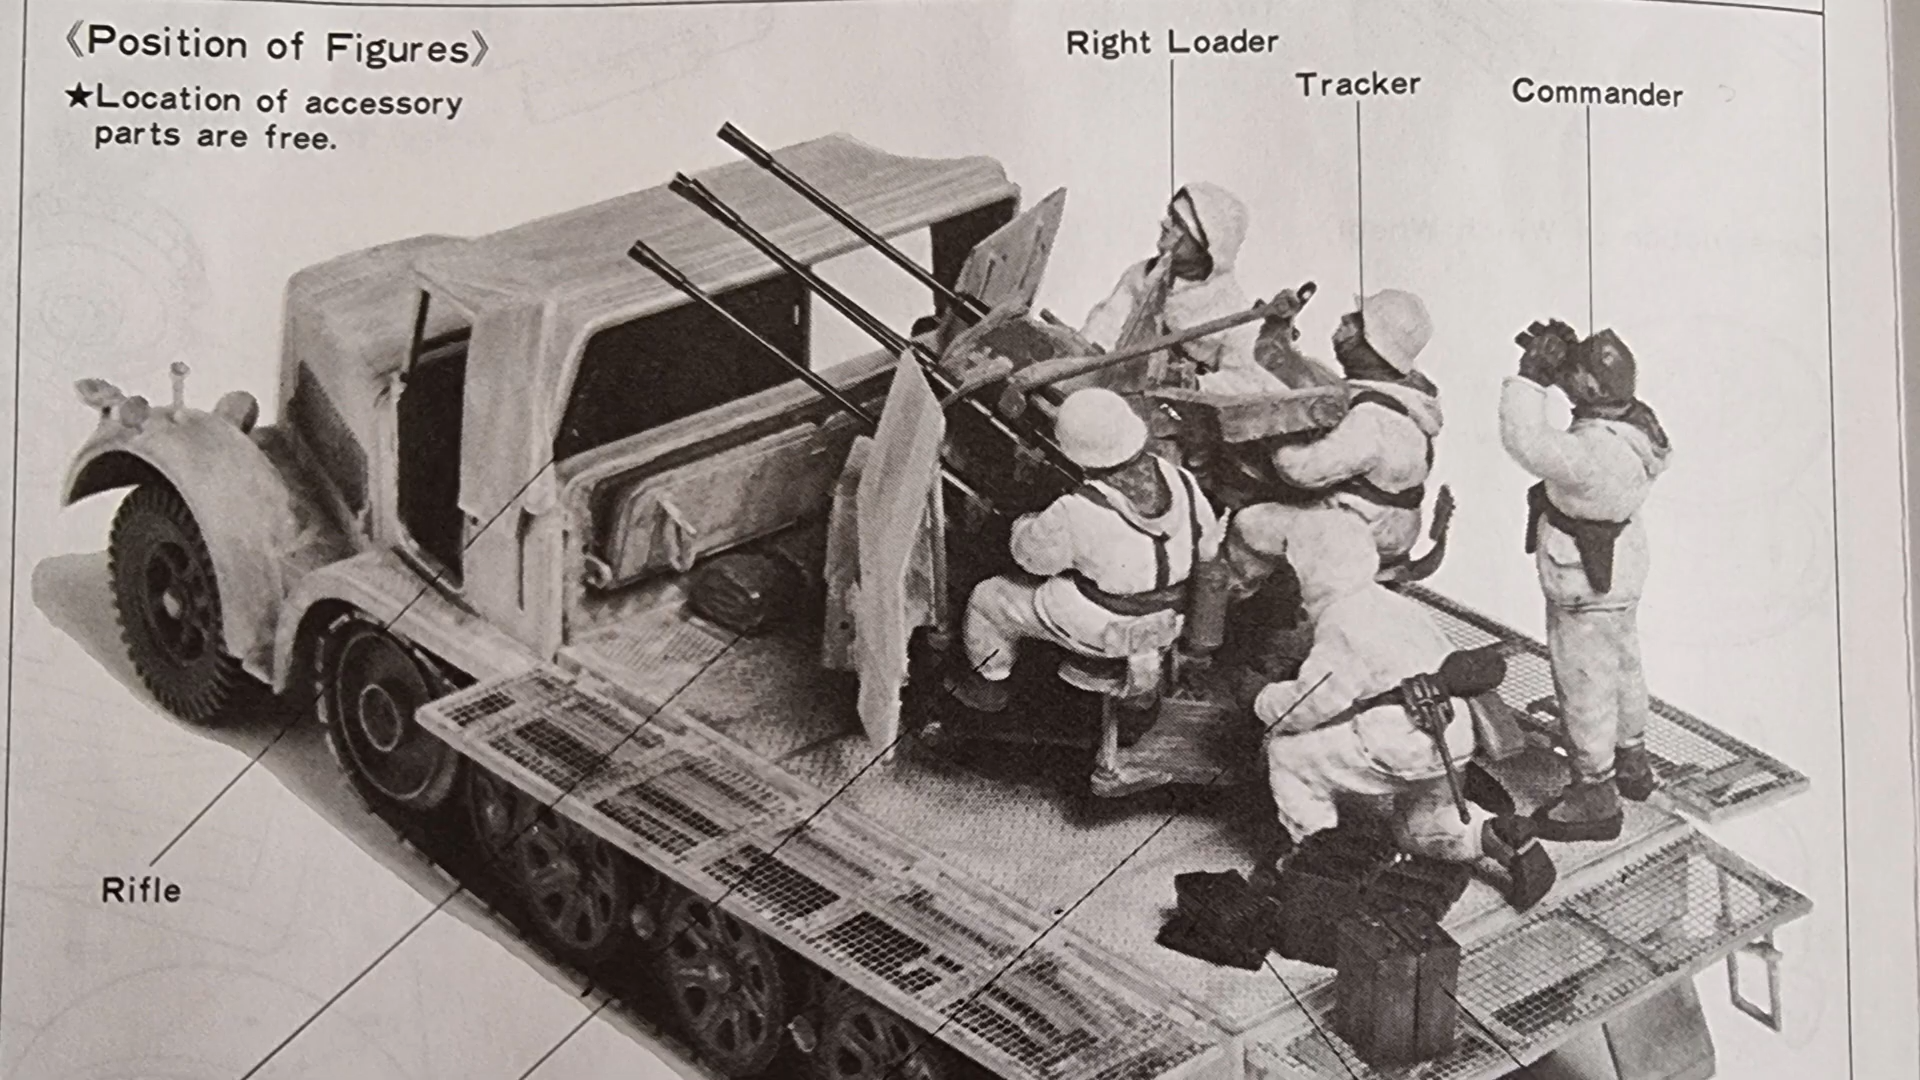 《Position of Figures》
★Location of accessory
parts are free.
Right Loader
Tracker
Commander
Rifle